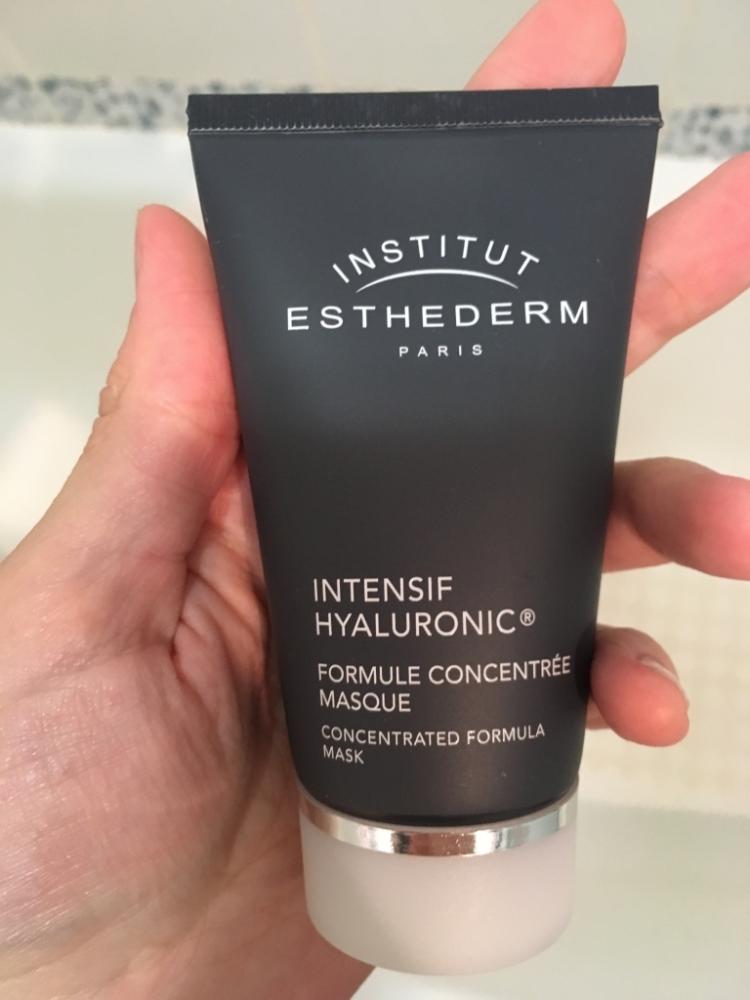 INSTITUT
ESTHEDERM
PARIS
INTENSIF
HYALURONIC®
FORMULE CONCENTRÉE
MASQUE
CONCENTRATED FORMULA
MASK